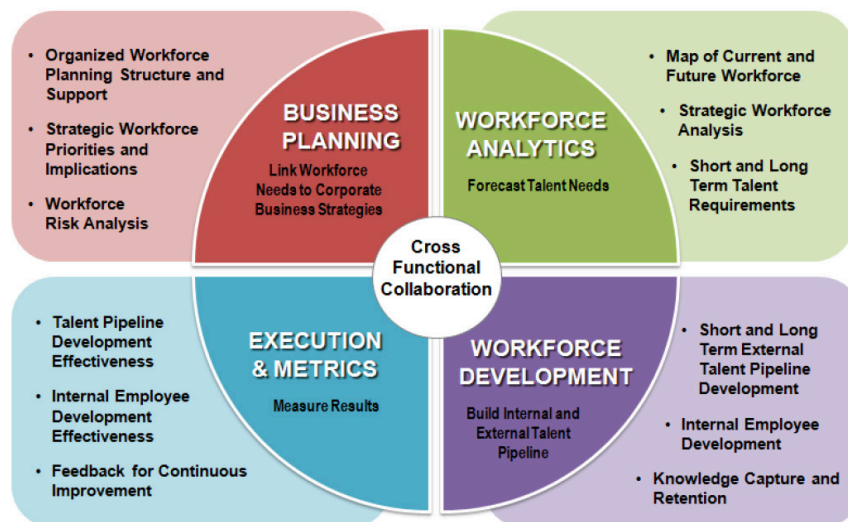 • Organized Workforce
Planning Structure and
Support
• Strategic Workforce
Priorities and
Implications
• Workforce
Risk Analysis
BUSINESS
PLANNING
Link Workforce
Needs to Corporate
Business Strategies
WORKFORCE
ANALYTICS
Forecast Talent Needs
• Map of Current and
Future Workforce
• Strategic Workforce
Analysis
• Short and Long
Term Talent
Requirements
Cross
Functional
Collaboration
• Talent Pipeline
Development
Effectiveness
• Internal Employee
Development
Effectiveness
• Feedback for Continuous
Improvement
EXECUTION
& METRICS
Measure Results
WORKFORCE
DEVELOPMENT
Build Internal and
External Talent
Pipeline
• Short and Long
Term External
Talent Pipeline
Development
• Internal Employee
Development
• Knowledge Capture and
Retention